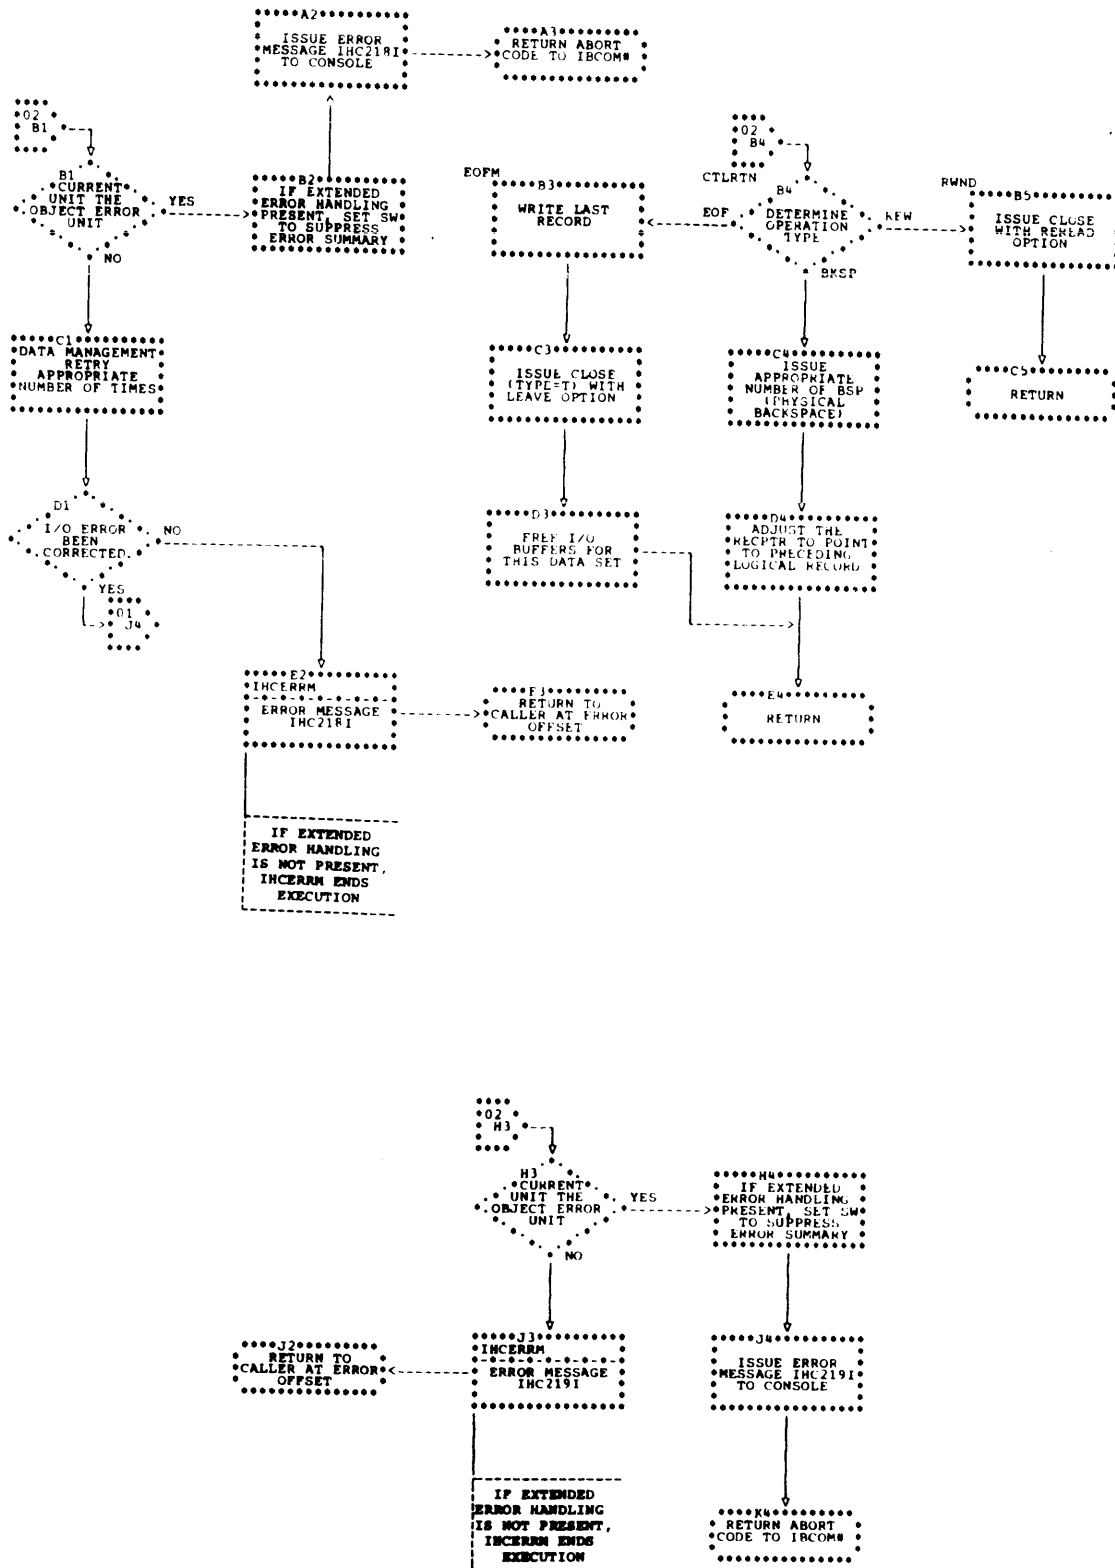 A2
ISSUE ERROR
MESSAGE IHC218I
TO CONSOLE
A3
RETURN ABORT
CODE TO IBCOM#
02
B1
B1
CURRENT
UNIT THE
OBJECT ERROR
UNIT
YES
NO
B2
IF EXTENDED
ERROR HANDLING
PRESENT, SET SW
TO SUPPRESS
ERROR SUMMARY
EOFM
B3
WRITE LAST
RECORD
02
B4
CTLRTN
B4
DETERMINE
OPERATION
TYPE
EOF
REW
BKSP
RWND
B5
ISSUE CLOSE
WITH REREAD
OPTION
C1
DATA MANAGEMENT
RETRY
APPROPRIATE
NUMBER OF TIMES
C3
ISSUE CLOSE
(TYPE=T) WITH
LEAVE OPTION
C4
ISSUE
APPROPRIATE
NUMBER OF BSP
(PHYSICAL
BACKSPACE)
C5
RETURN
D1
I/O ERROR
BEEN
CORRECTED
NO
YES
01
J4
D3
FREE I/O
BUFFERS FOR
THIS DATA SET
D4
ADJUST THE
RECPTR TO POINT
TO PRECEDING
LOGICAL RECORD
E2
IHCERRM
ERROR MESSAGE
IHC218I
E3
RETURN TO
CALLER AT ERROR
OFFSET
E4
RETURN
IF EXTENDED
ERROR HANDLING
IS NOT PRESENT,
IHCERRM ENDS
EXECUTION
02
H3
H3
CURRENT
UNIT THE
OBJECT ERROR
UNIT
YES
NO
H4
IF EXTENDED
ERROR HANDLING
PRESENT, SET SW
TO SUPPRESS
ERROR SUMMARY
J2
RETURN TO
CALLER AT ERROR
OFFSET
J3
IHCERRM
ERROR MESSAGE
IHC219I
J4
ISSUE ERROR
MESSAGE IHC219I
TO CONSOLE
IF EXTENDED
ERROR HANDLING
IS NOT PRESENT,
IHCERRM ENDS
EXECUTION
K4
RETURN ABORT
CODE TO IBCOM#